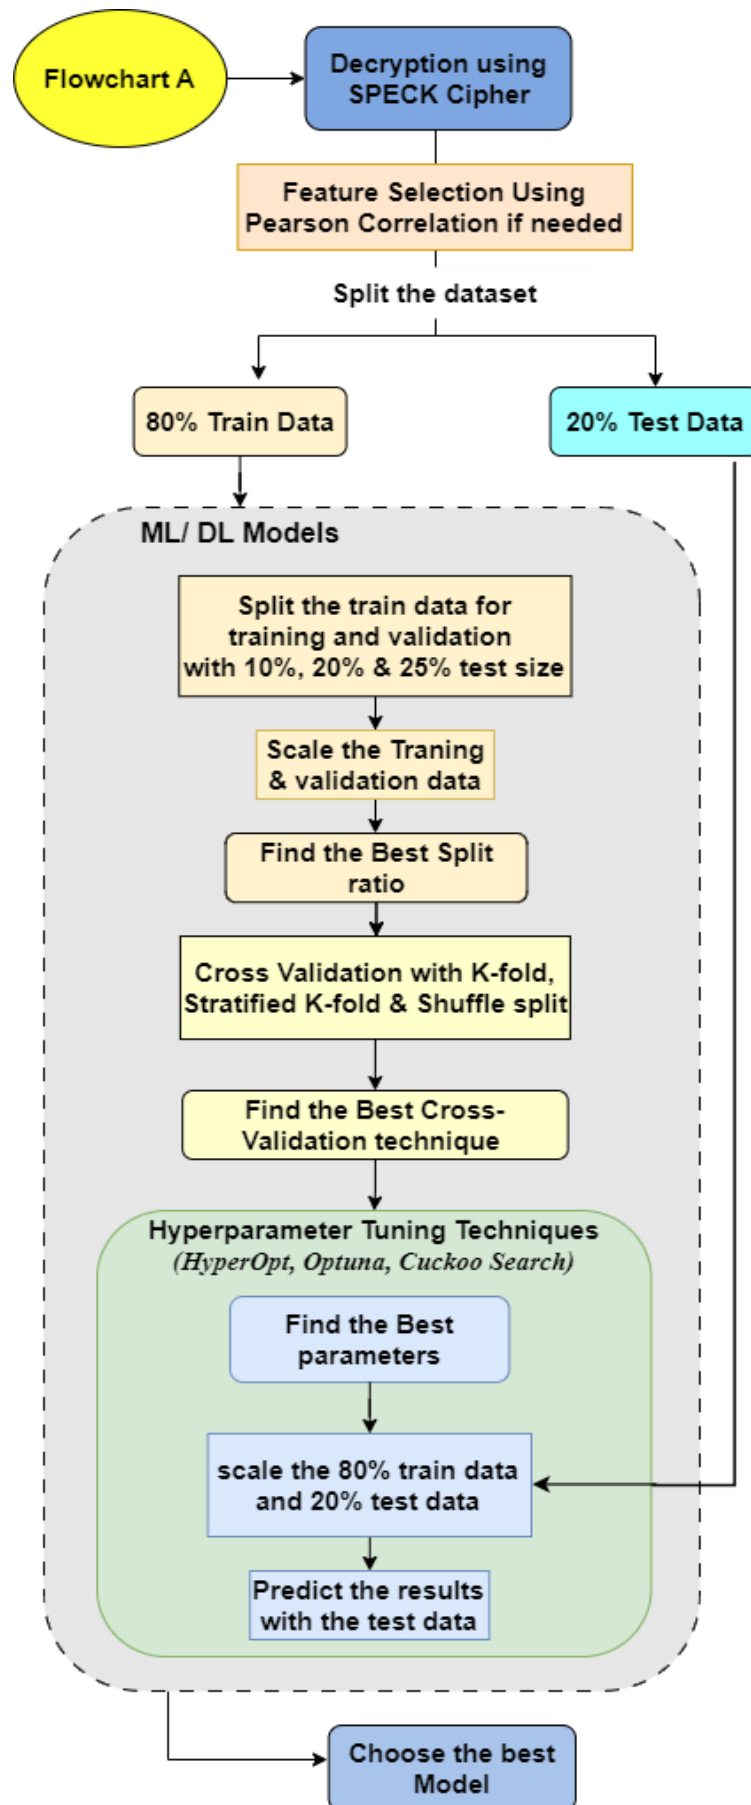 Flowchart A
Decryption using
SPECK Cipher
Feature Selection Using
Pearson Correlation if needed
Split the dataset
80% Train Data
20% Test Data
ML/ DL Models
Split the train data for
training and validation
with 10%, 20% & 25% test size
Scale the Traning
& validation data
Find the Best Split
ratio
Cross Validation with K-fold,
Stratified K-fold & Shuffle split
Find the Best Cross-
Validation technique
Hyperparameter Tuning Techniques
(HyperOpt, Optuna, Cuckoo Search)
Find the Best
parameters
scale the 80% train data
and 20% test data
Predict the results
with the test data
Choose the best
Model